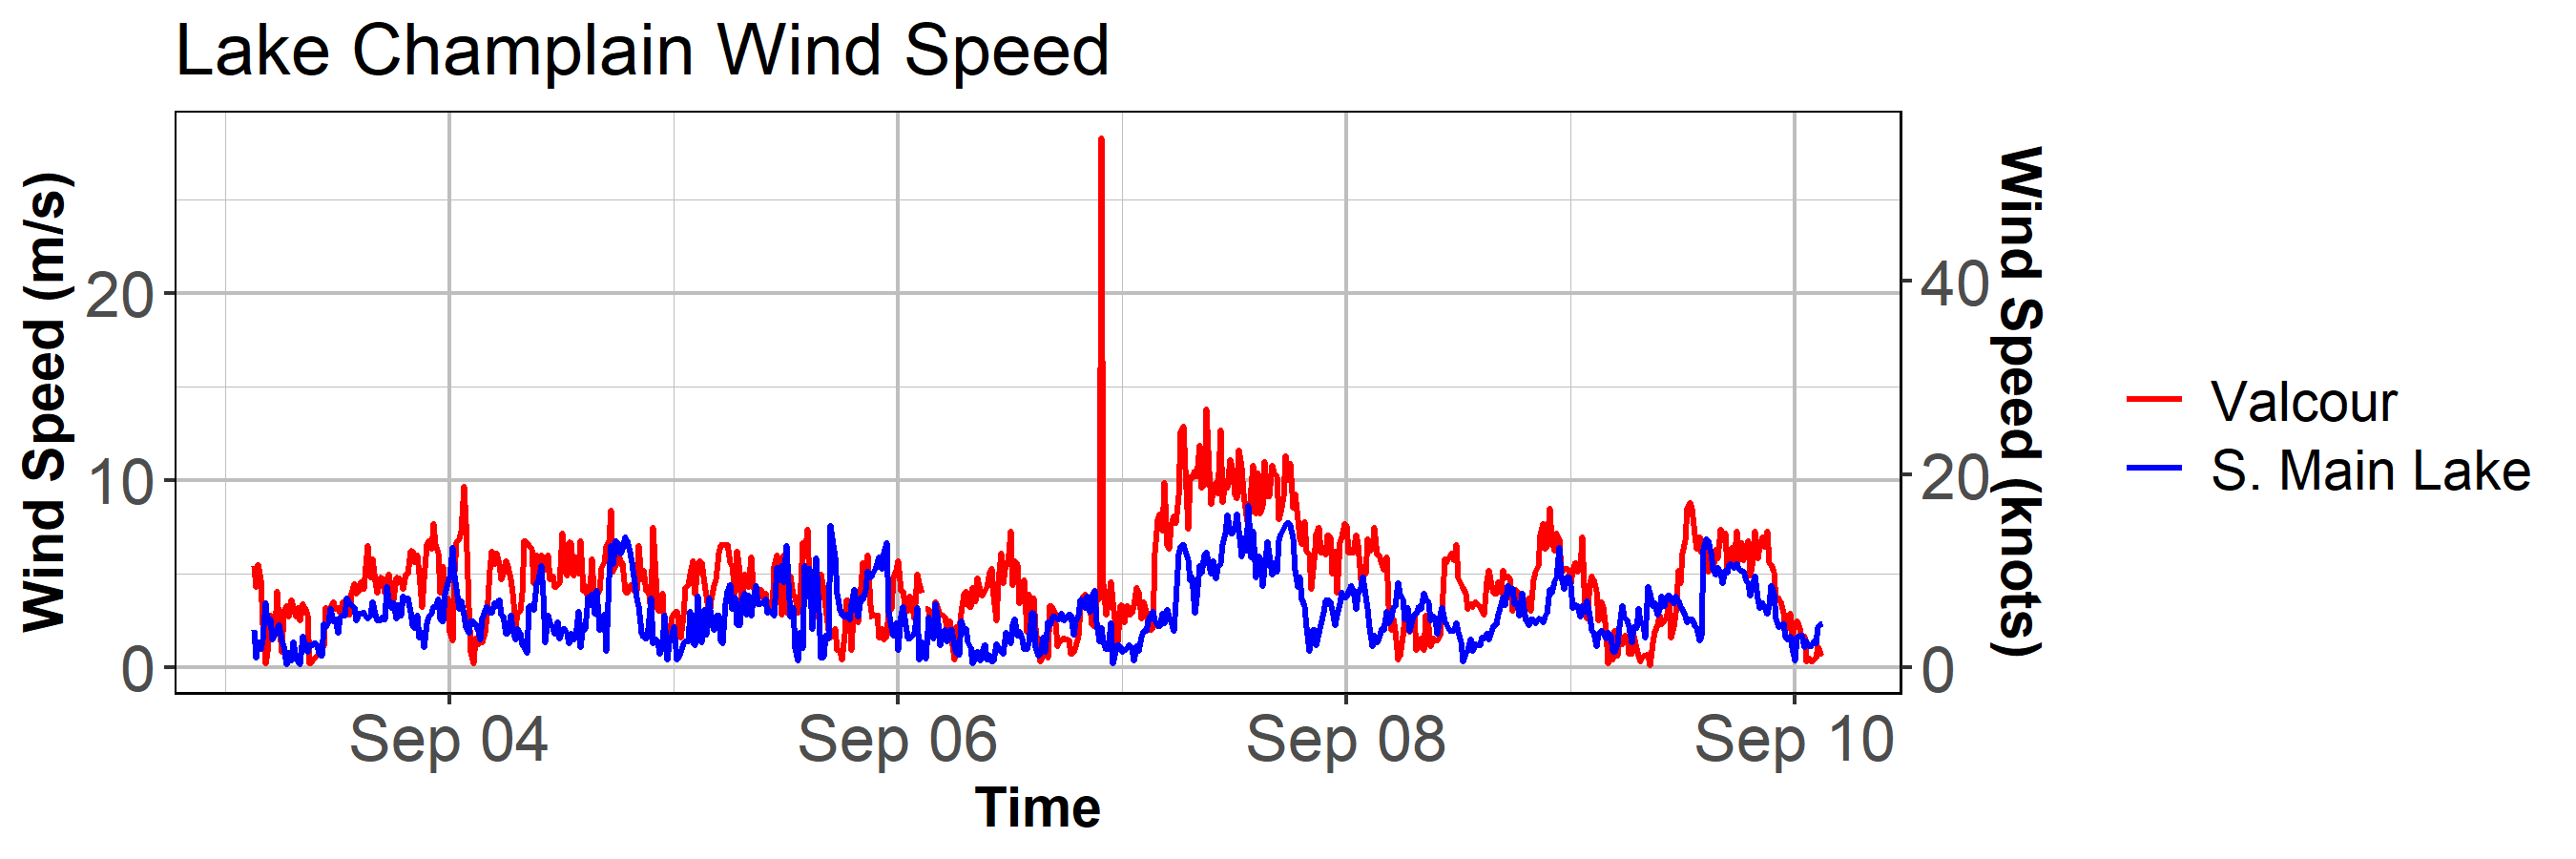 Lake Champlain Wind Speed
Wind Speed (m/s)
20
10
0
40
20
0
Wind Speed (knots)
Sep 04
Sep 06
Sep 08
Sep 10
Time
Valcour
S. Main Lake